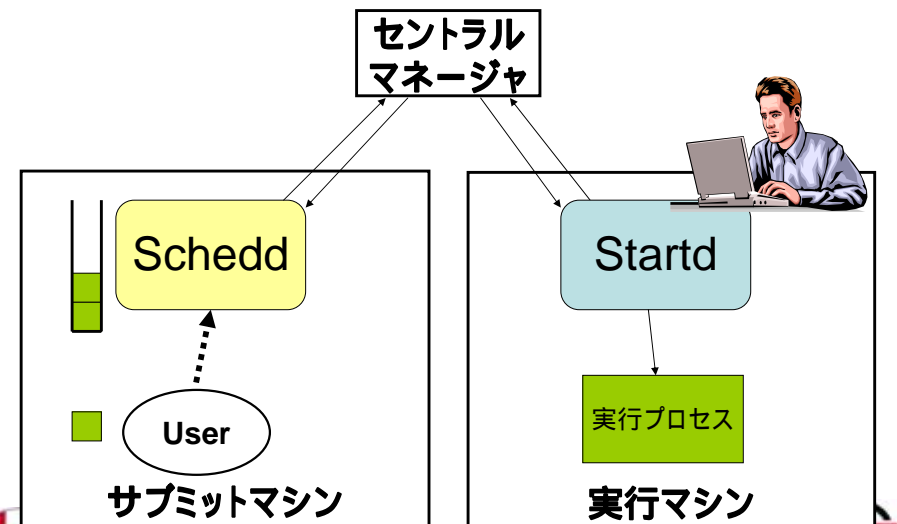 セントラル
マネージャ
Schedd
Startd
User
実行プロセス
サブミットマシン
実行マシン